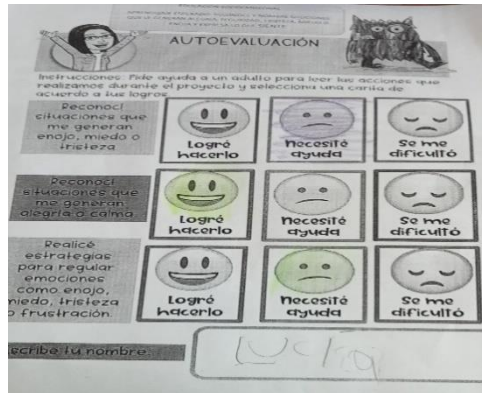 AUTOEVALUACIÓN
Instrucciones: Pide ayuda a un adulto para leer las acciones que
realizamos durante el proyecto y selecciona una carita de
acuerdo a tus logros.
Reconocí
situaciones que
me generan
enojo, miedo o
tristeza
Logré
hacerlo
Necesité
ayuda
Se me
dificultó
Reconocí
situaciones que
me generan
alegría o calma.
Logré
hacerlo
Necesité
ayuda
Se me
dificultó
Realicé
estrategias
para regular
emociones
como enojo,
miedo, tristeza
o frustración.
Logré
hacerlo
Necesité
ayuda
Se me
dificultó
escribe tu nombre:
Lucía